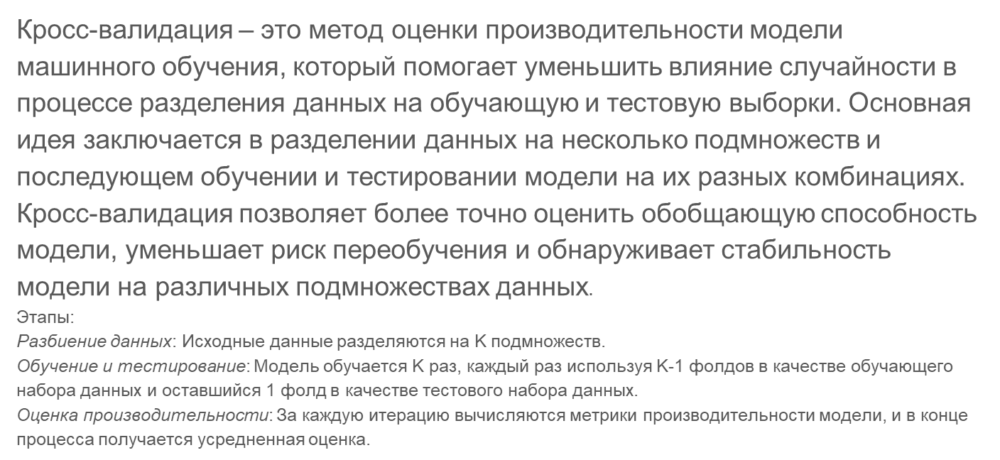 Кросс-валидация – это метод оценки производительности модели
машинного обучения, который помогает уменьшить влияние случайности в
процессе разделения данных на обучающую и тестовую выборки. Основная
идея заключается в разделении данных на несколько подмножеств и
последующем обучении и тестировании модели на их разных комбинациях.
Кросс-валидация позволяет более точно оценить обобщающую способность
модели, уменьшает риск переобучения и обнаруживает стабильность
модели на различных подмножествах данных.
Этапы:
Разбиение данных: Исходные данные разделяются на K подмножеств.
Обучение и тестирование: Модель обучается K раз, каждый раз используя K-1 фолдов в качестве обучающего
набора данных и оставшийся 1 фолд в качестве тестового набора данных.
Оценка производительности: За каждую итерацию вычисляются метрики производительности модели, и в конце
процесса получается усредненная оценка.